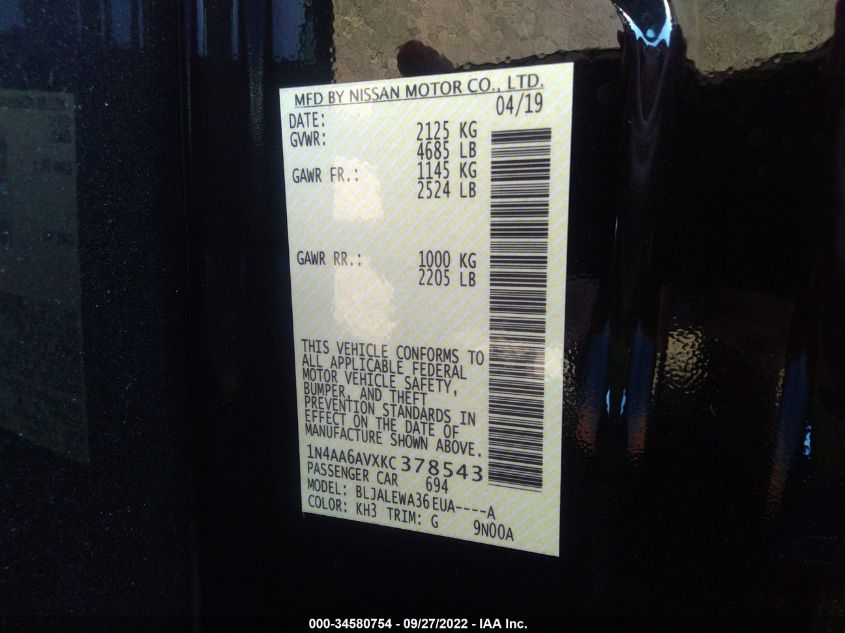 MFD BY NISSAN MOTOR CO., LTD.
DATE: 04/19
GVWR: 2125 KG
4685 LB
GAWR FR.: 1145 KG
2524 LB
GAWR RR.: 1000 KG
2205 LB
THIS VEHICLE CONFORMS TO
ALL APPLICABLE FEDERAL
MOTOR VEHICLE SAFETY,
BUMPER, AND THEFT
PREVENTION STANDARDS IN
EFFECT ON THE DATE OF
MANUFACTURE SHOWN ABOVE.
1N4AA6AVXKC378543
PASSENGER CAR 694
MODEL: BLJALEWA36EUA----A
COLOR: KH3 TRIM: G 9N00A
000-34580754 - 09/27/2022 - IAA Inc.